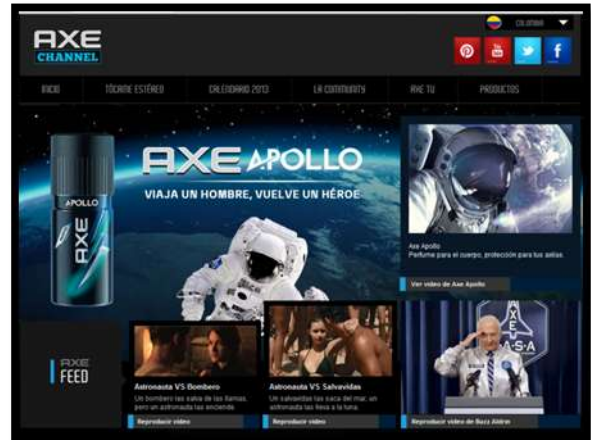 AXE
CHANNEL
COLOMBIA
You
Tube
INICIO
TÓCAME ESTÉREO
CALENDARIO 2013
LA COMMUNITY
AXE TU
PRODUCTOS
AXE APOLLO
VIAJA UN HOMBRE, VUELVE UN HÉROE
APOLLO
AXE
Axe Apollo
Perfume para el cuerpo, protección para tus axilas.
Ver video de Axe Apollo
AXE
FEED
Astronauta VS Bombero
Un bombero las salva de las llamas,
pero un astronauta las enciende.
Reproducir video
Astronauta VS Salvavidas
Un salvavidas las saca del mar, un
astronauta las lleva a la luna.
Reproducir video
AXE
A·S·A
Reproducir video de Buzz Aldrin